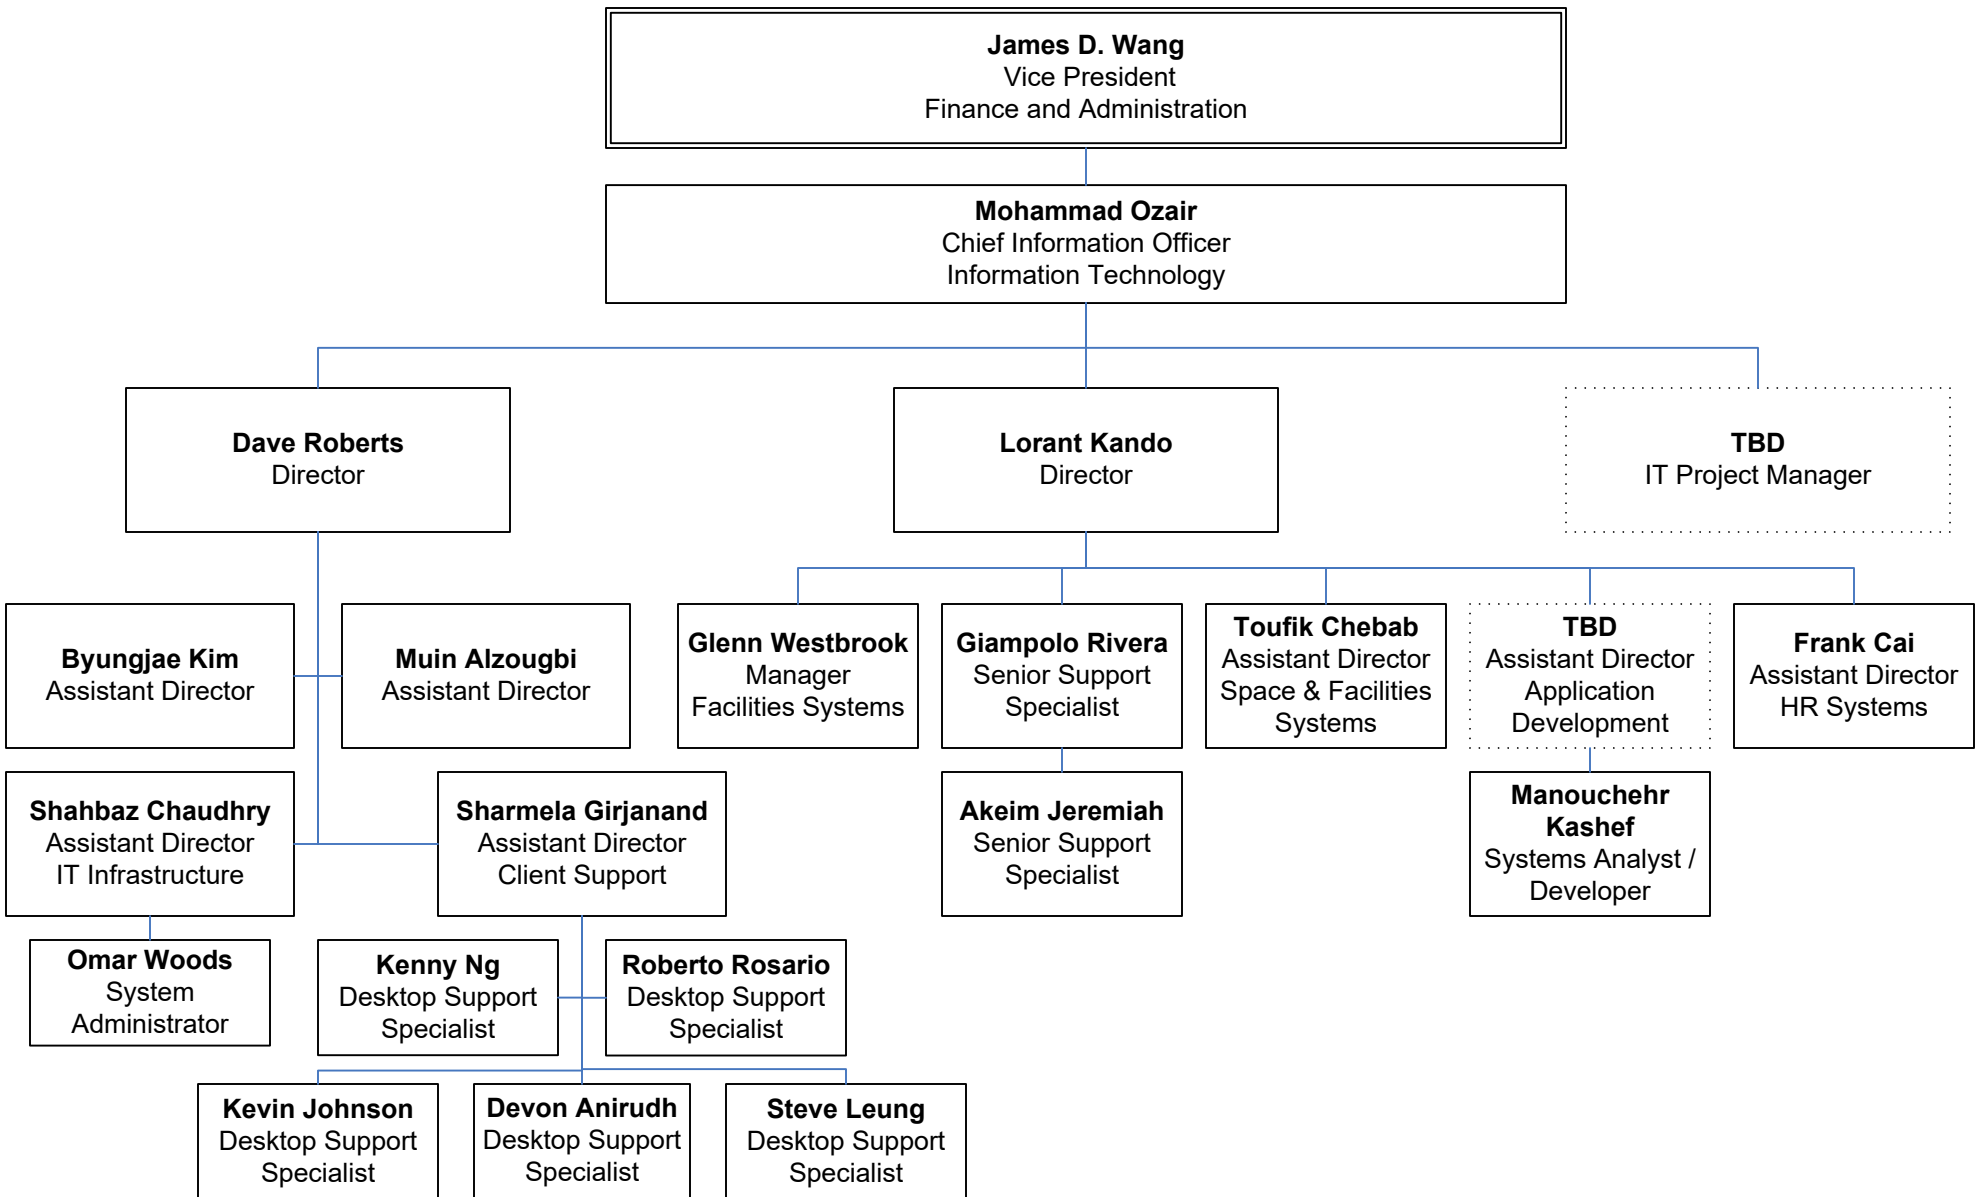 James D. Wang
Vice President
Finance and Administration
Mohammad Ozair
Chief Information Officer
Information Technology
Dave Roberts
Director
Lorant Kando
Director
TBD
IT Project Manager
Byungjae Kim
Assistant Director
Muin Alzougbi
Assistant Director
Glenn Westbrook
Manager
Facilities Systems
Giampolo Rivera
Senior Support
Specialist
Toufik Chebab
Assistant Director
Space & Facilities
Systems
TBD
Assistant Director
Application
Development
Frank Cai
Assistant Director
HR Systems
Shahbaz Chaudhry
Assistant Director
IT Infrastructure
Sharmela Girjanand
Assistant Director
Client Support
Akeim Jeremiah
Senior Support
Specialist
Manouchehr
Kashef
Systems Analyst /
Developer
Omar Woods
System
Administrator
Kenny Ng
Desktop Support
Specialist
Roberto Rosario
Desktop Support
Specialist
Kevin Johnson
Desktop Support
Specialist
Devon Anirudh
Desktop Support
Specialist
Steve Leung
Desktop Support
Specialist